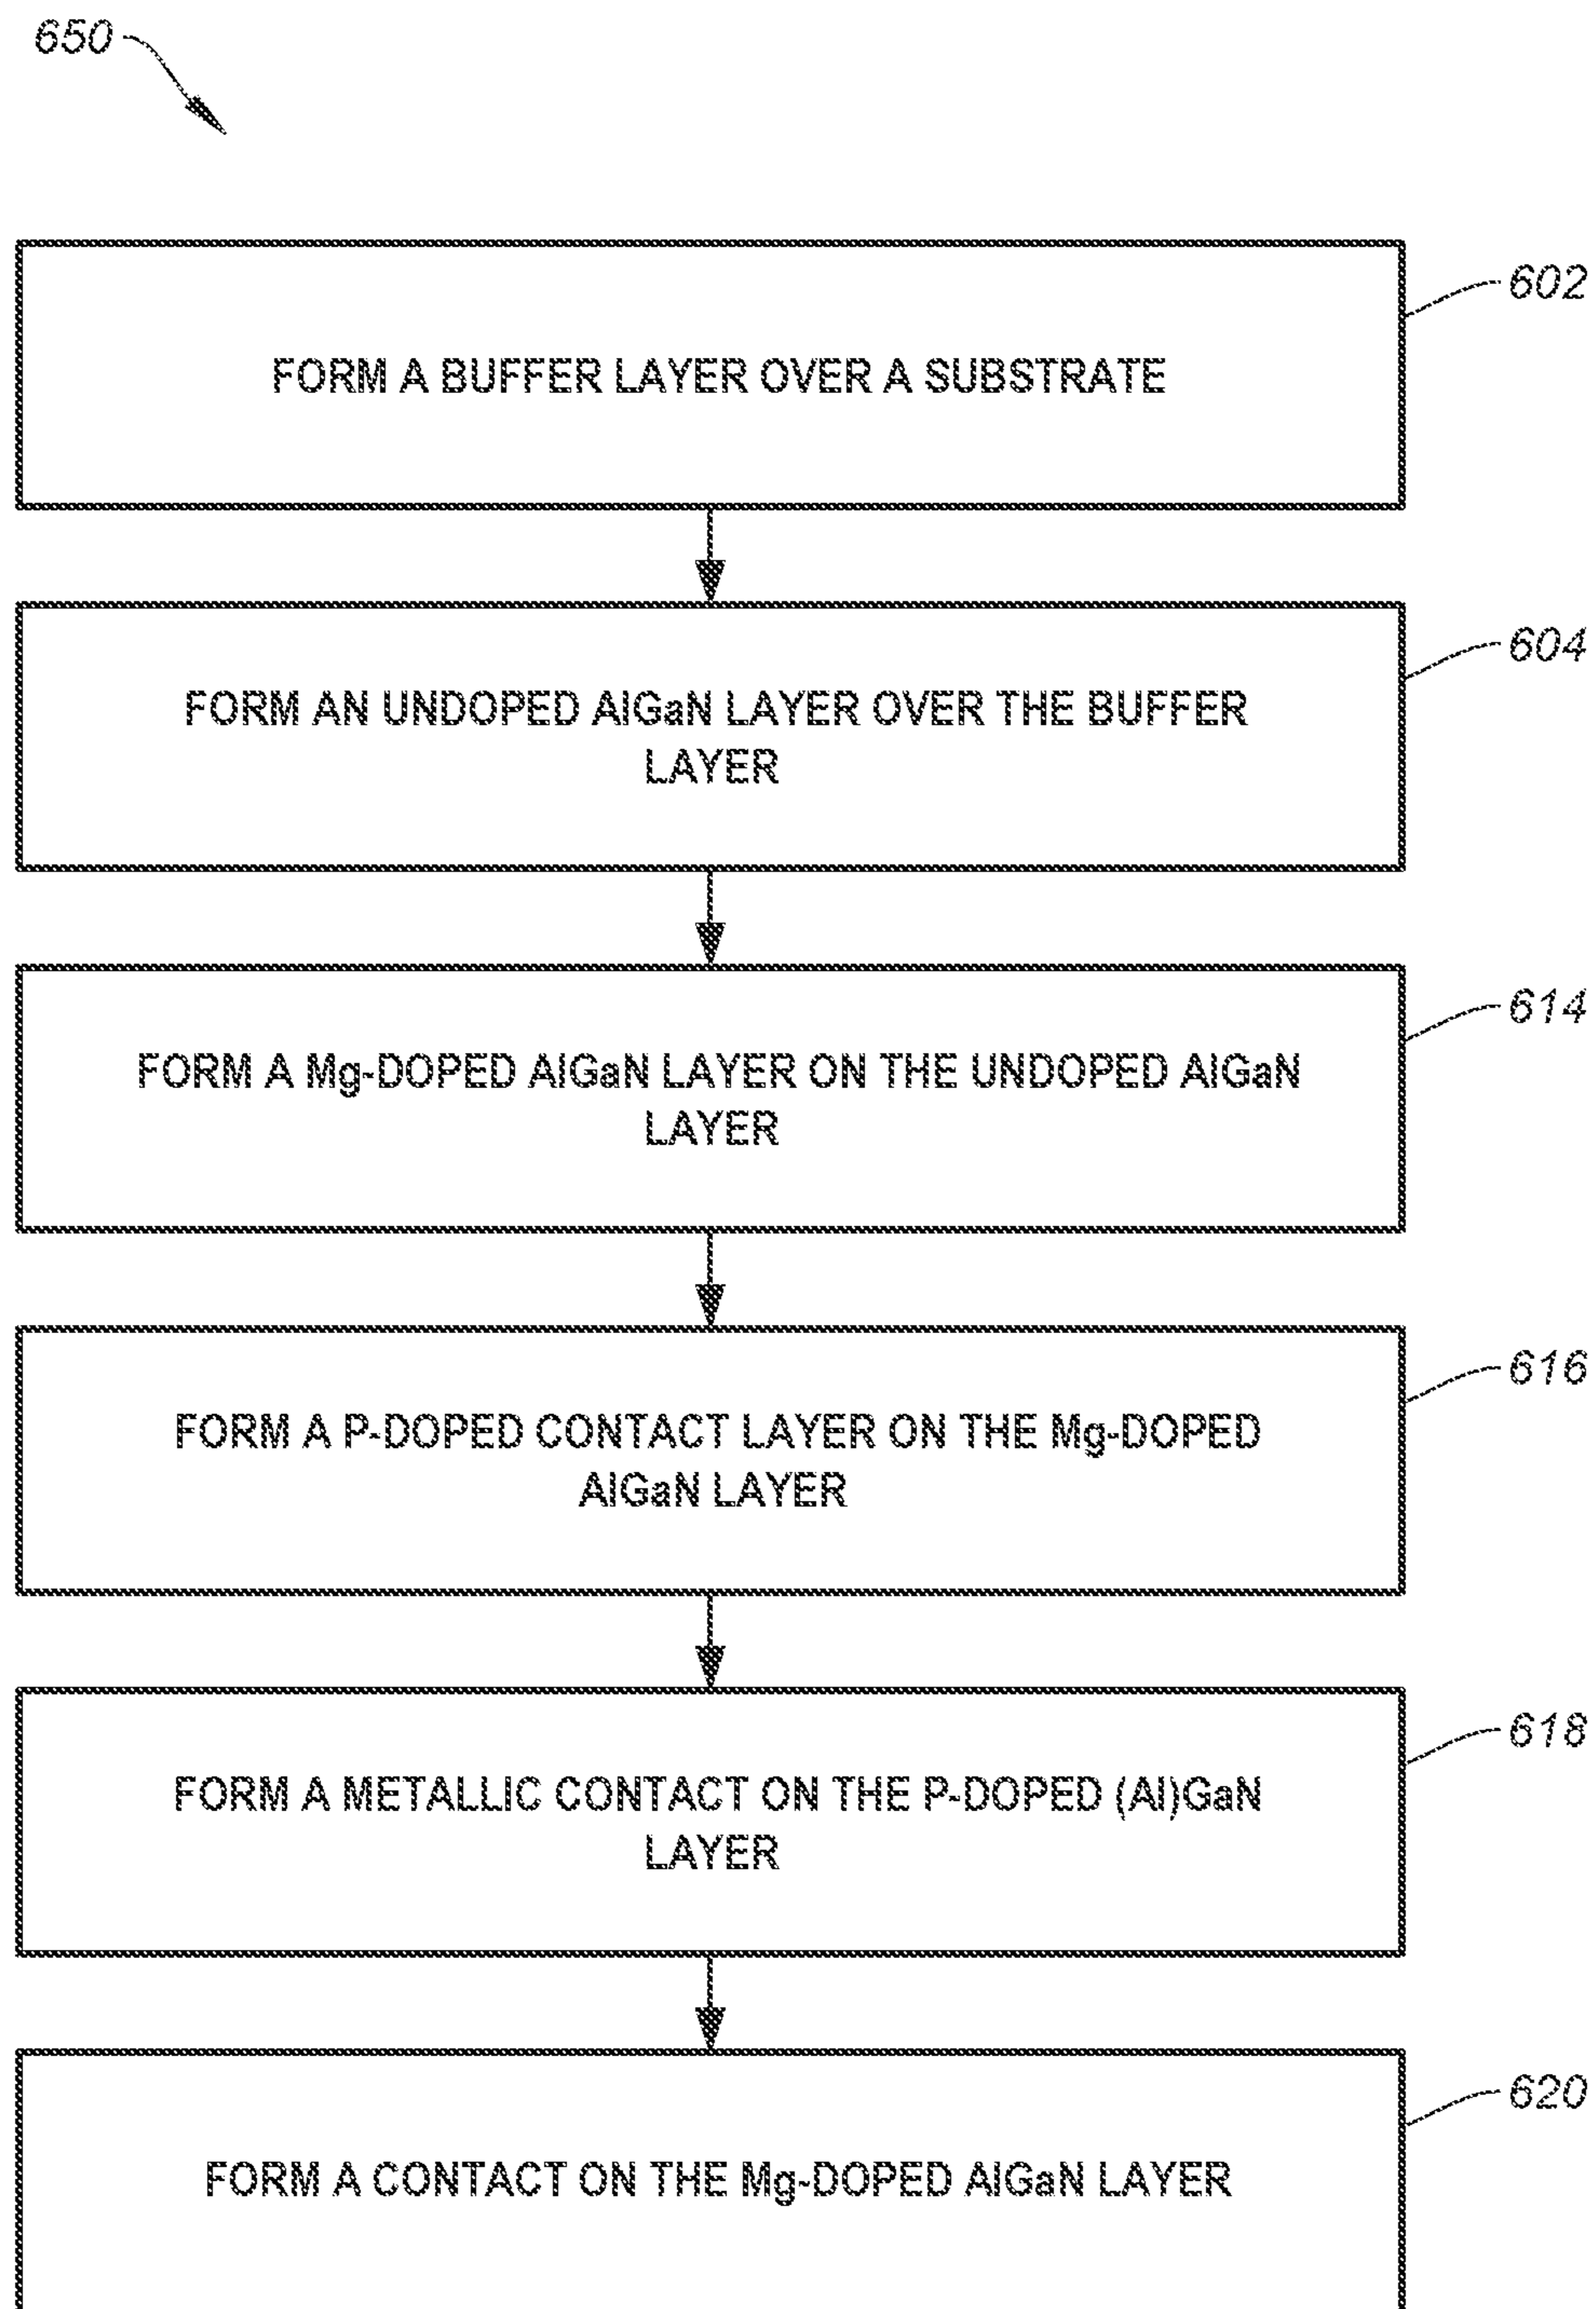 650
602
FORM A BUFFER LAYER OVER A SUBSTRATE
604
FORM AN UNDOPED AlGaN LAYER OVER THE BUFFER
LAYER
614
FORM A Mg-DOPED AlGaN LAYER ON THE UNDOPED AlGaN
LAYER
616
FORM A P-DOPED CONTACT LAYER ON THE Mg-DOPED
AlGaN LAYER
618
FORM A METALLIC CONTACT ON THE P-DOPED (Al)GaN
LAYER
620
FORM A CONTACT ON THE Mg-DOPED AlGaN LAYER